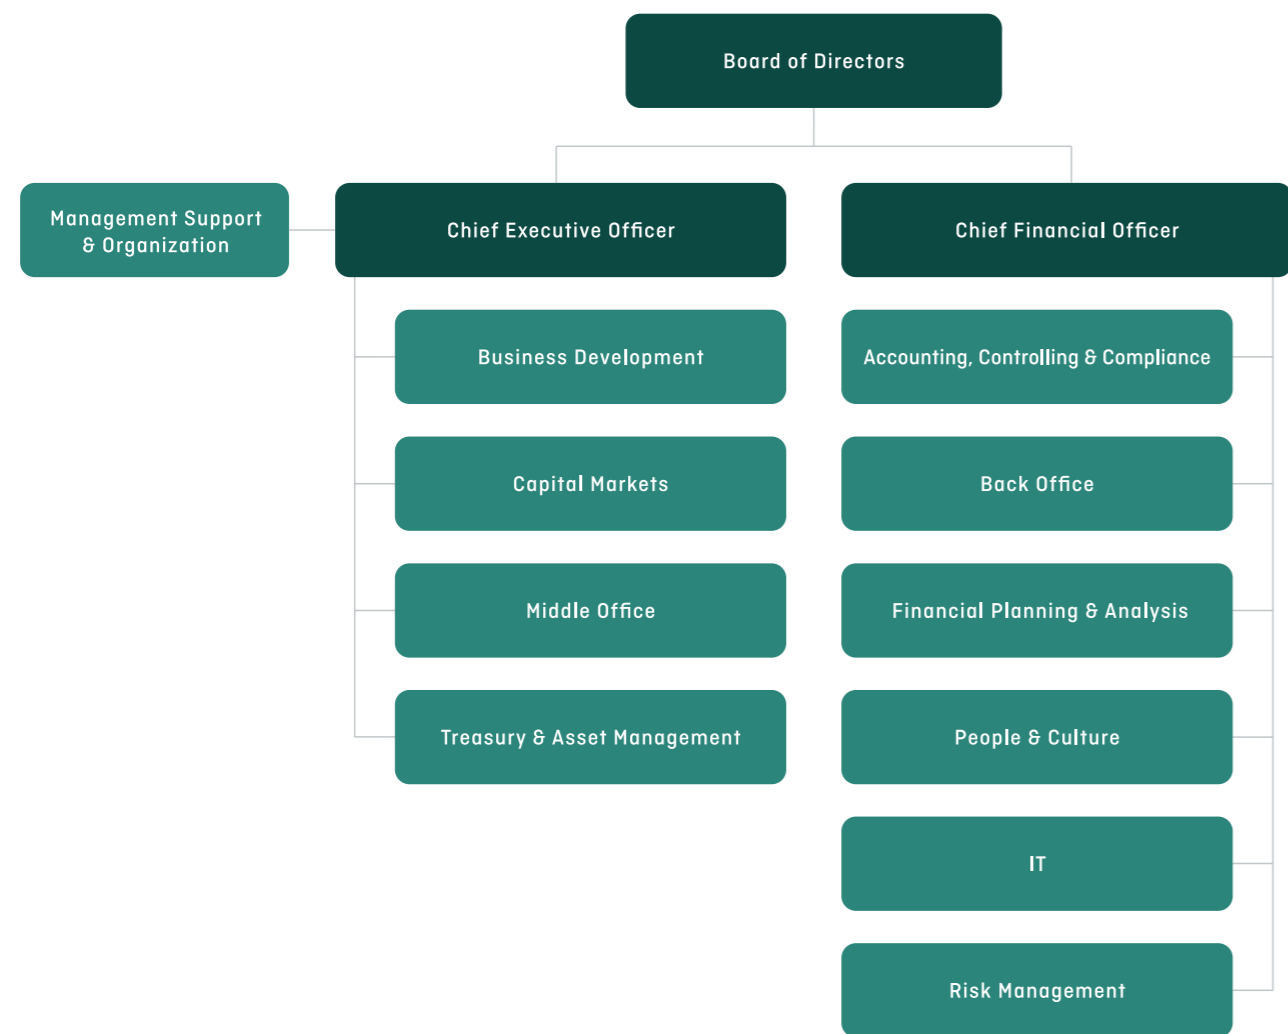 Board of Directors
Management Support
& Organization
Chief Executive Officer
Chief Financial Officer
Business Development
Accounting, Controlling & Compliance
Capital Markets
Back Office
Middle Office
Financial Planning & Analysis
Treasury & Asset Management
People & Culture
IT
Risk Management